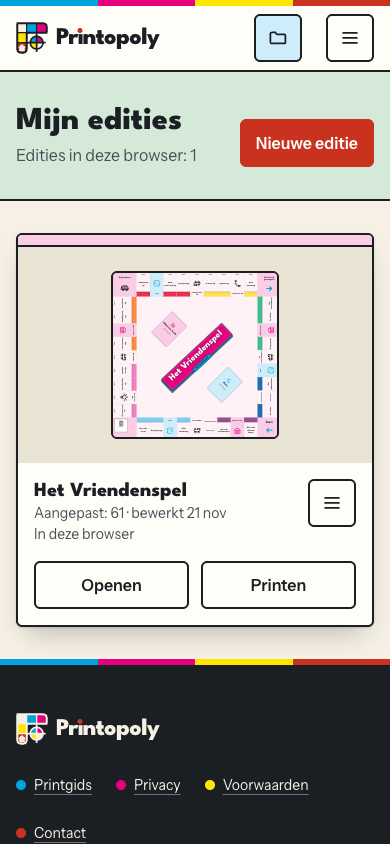 Printopoly
Mijn edities
Edities in deze browser: 1
Nieuwe editie
Het Vriendenspel
Het Vriendenspel
Aangepast: 61 · bewerkt 21 nov
In deze browser
Openen
Printen
Printopoly
Printgids
Privacy
Voorwaarden
Contact